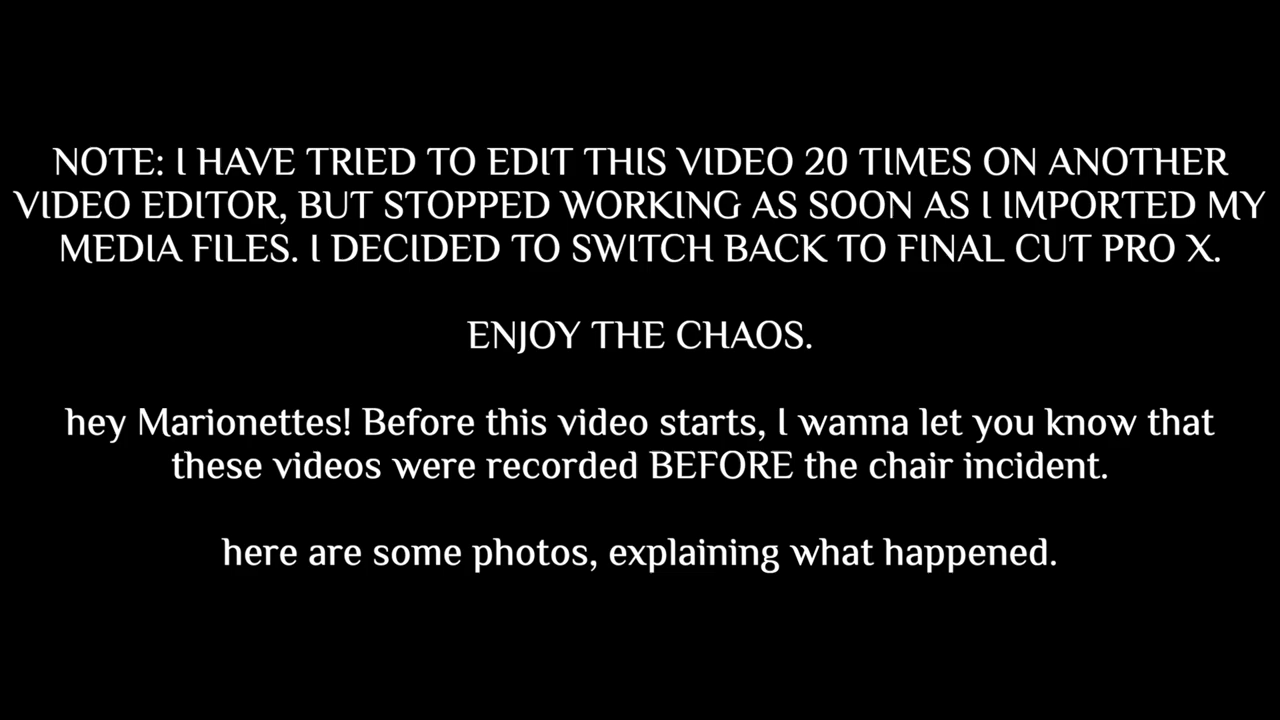 NOTE: I HAVE TRIED TO EDIT THIS VIDEO 20 TIMES ON ANOTHER
VIDEO EDITOR, BUT STOPPED WORKING AS SOON AS I IMPORTED MY
MEDIA FILES. I DECIDED TO SWITCH BACK TO FINAL CUT PRO X.
ENJOY THE CHAOS.
hey Marionettes! Before this video starts, I wanna let you know that
these videos were recorded BEFORE the chair incident.
here are some photos, explaining what happened.